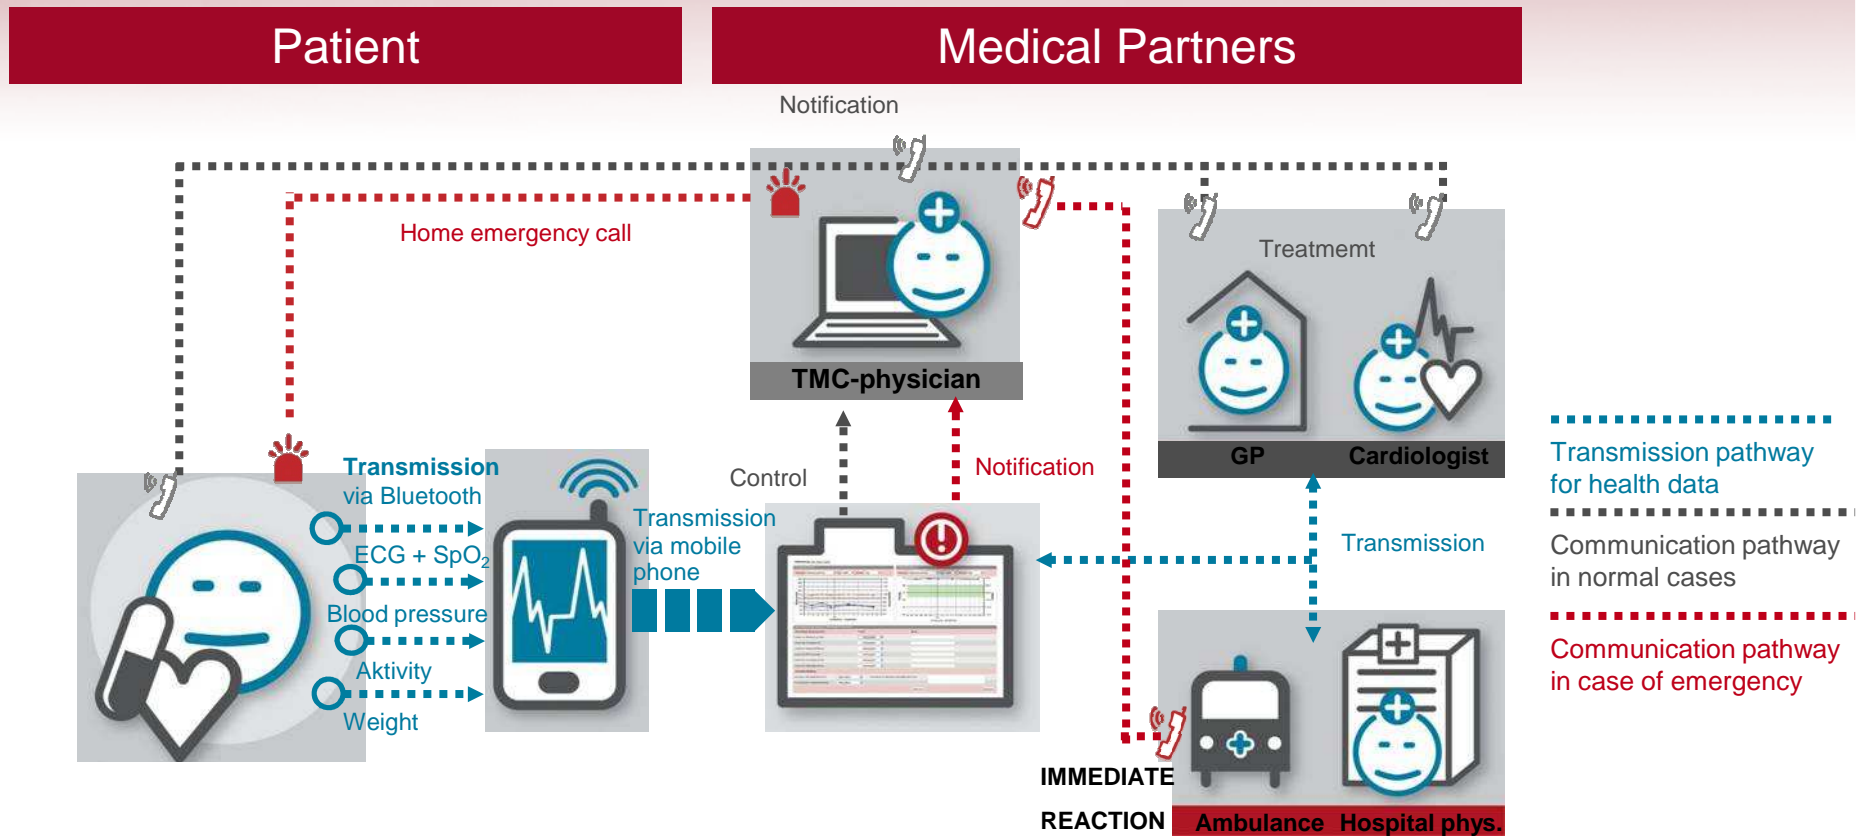 Patient
Medical Partners
Notification
Home emergency call
Treatmemt
TMC-physician
GP
Cardiologist
Transmission
via Bluetooth
ECG + SpO₂
Blood pressure
Aktivity
Weight
Transmission
via mobile
phone
Control
Notification
Transmission
IMMEDIATE
REACTION
Ambulance
Hospital phys.
Transmission pathway
for health data
Communication pathway
in normal cases
Communication pathway
in case of emergency